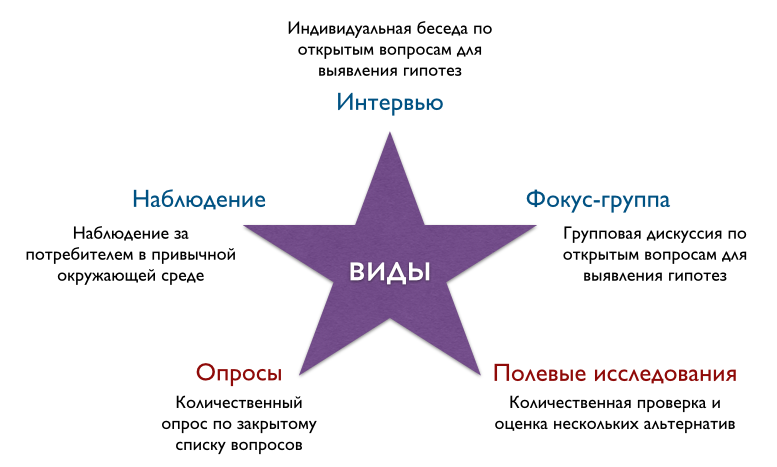 Индивидуальная беседа по
открытым вопросам для
выявления гипотез
Интервью
Наблюдение
Наблюдение за
потребителем в привычной
окружающей среде
Фокус-группа
Групповая дискуссия по
открытым вопросам для
выявления гипотез
виды
Опросы
Количественный
опрос по закрытому
списку вопросов
Полевые исследования
Количественная проверка и
оценка нескольких альтернатив